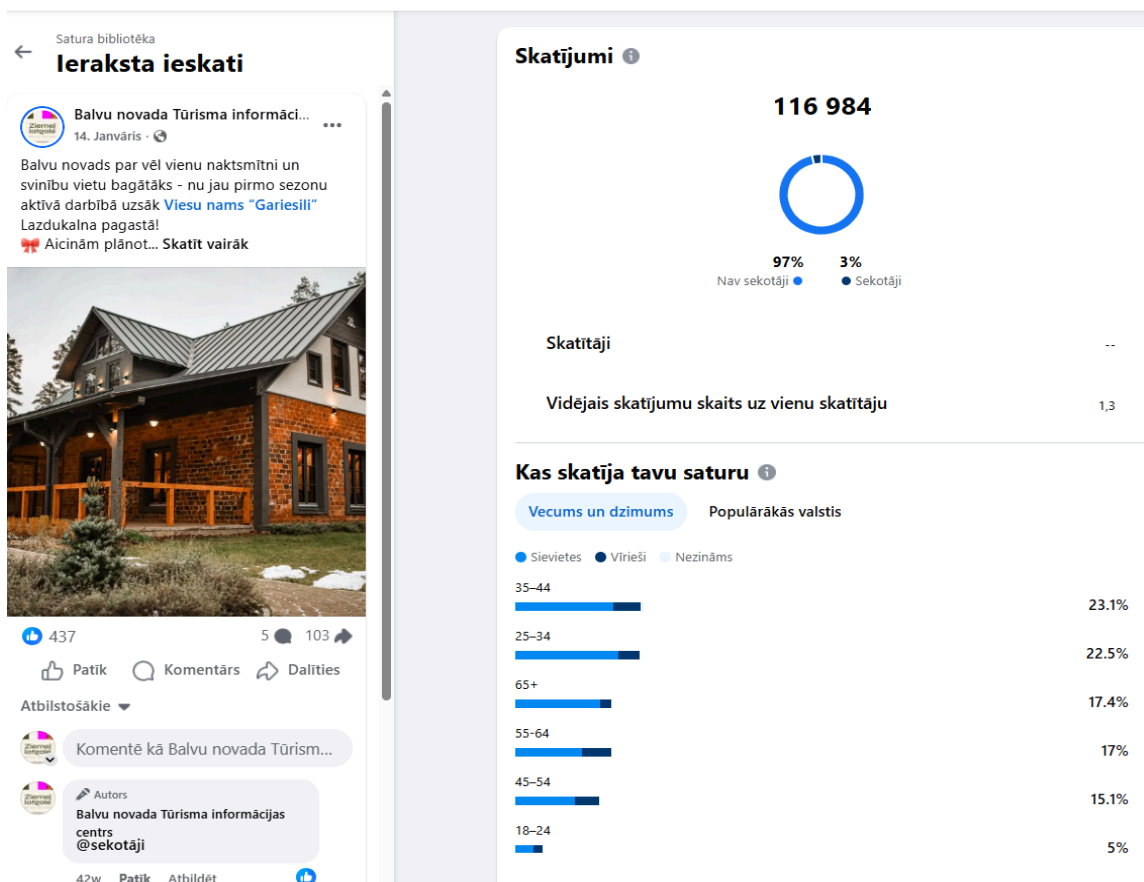 Satura bibliotēka
Ieraksta ieskati
Balvu novada Tūrisma informāci...
14. Janvāris ·
Balvu novads par vēl vienu naktsmītni un
svinību vietu bagātāks - nu jau pirmo sezonu
aktīvā darbībā uzsāk Viesu nams “Gariesili”
Lazdukalna pagastā!
Aicinām plānot... Skatīt vairāk
437
5
103
Patīk
Komentārs
Dalīties
Atbilstošākie
Ziemeļ
latgale
Komentē kā Balvu novada Tūrism...
Autors
Balvu novada Tūrisma informācijas
centrs
@sekotāji
42w Patīk Atbildēt
Skatījumi
116 984
97% 3%
Nav sekotāji Sekotāji
Skatītāji --
Vidējais skatījumu skaits uz vienu skatītāju 1,3
Kas skatīja tavu saturu
Vecums un dzimums Populārākās valstis
Sievietes Vīrieši Nezināms
35–44
23.1%
25–34
22.5%
65+
17.4%
55-64
17%
45–54
15.1%
18–24
5%